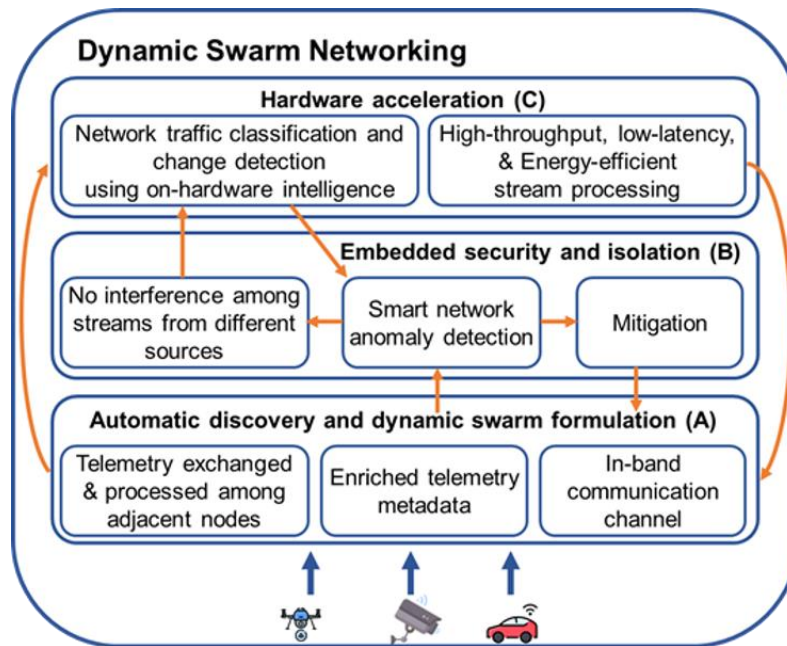 Dynamic Swarm Networking
Hardware acceleration (C)
Network traffic classification and
change detection
using on-hardware intelligence
High-throughput, low-latency,
& Energy-efficient
stream processing
Embedded security and isolation (B)
No interference among
streams from different
sources
Smart network
anomaly detection
Mitigation
Automatic discovery and dynamic swarm formulation (A)
Telemetry exchanged
& processed among
adjacent nodes
Enriched telemetry
metadata
In-band
communication
channel